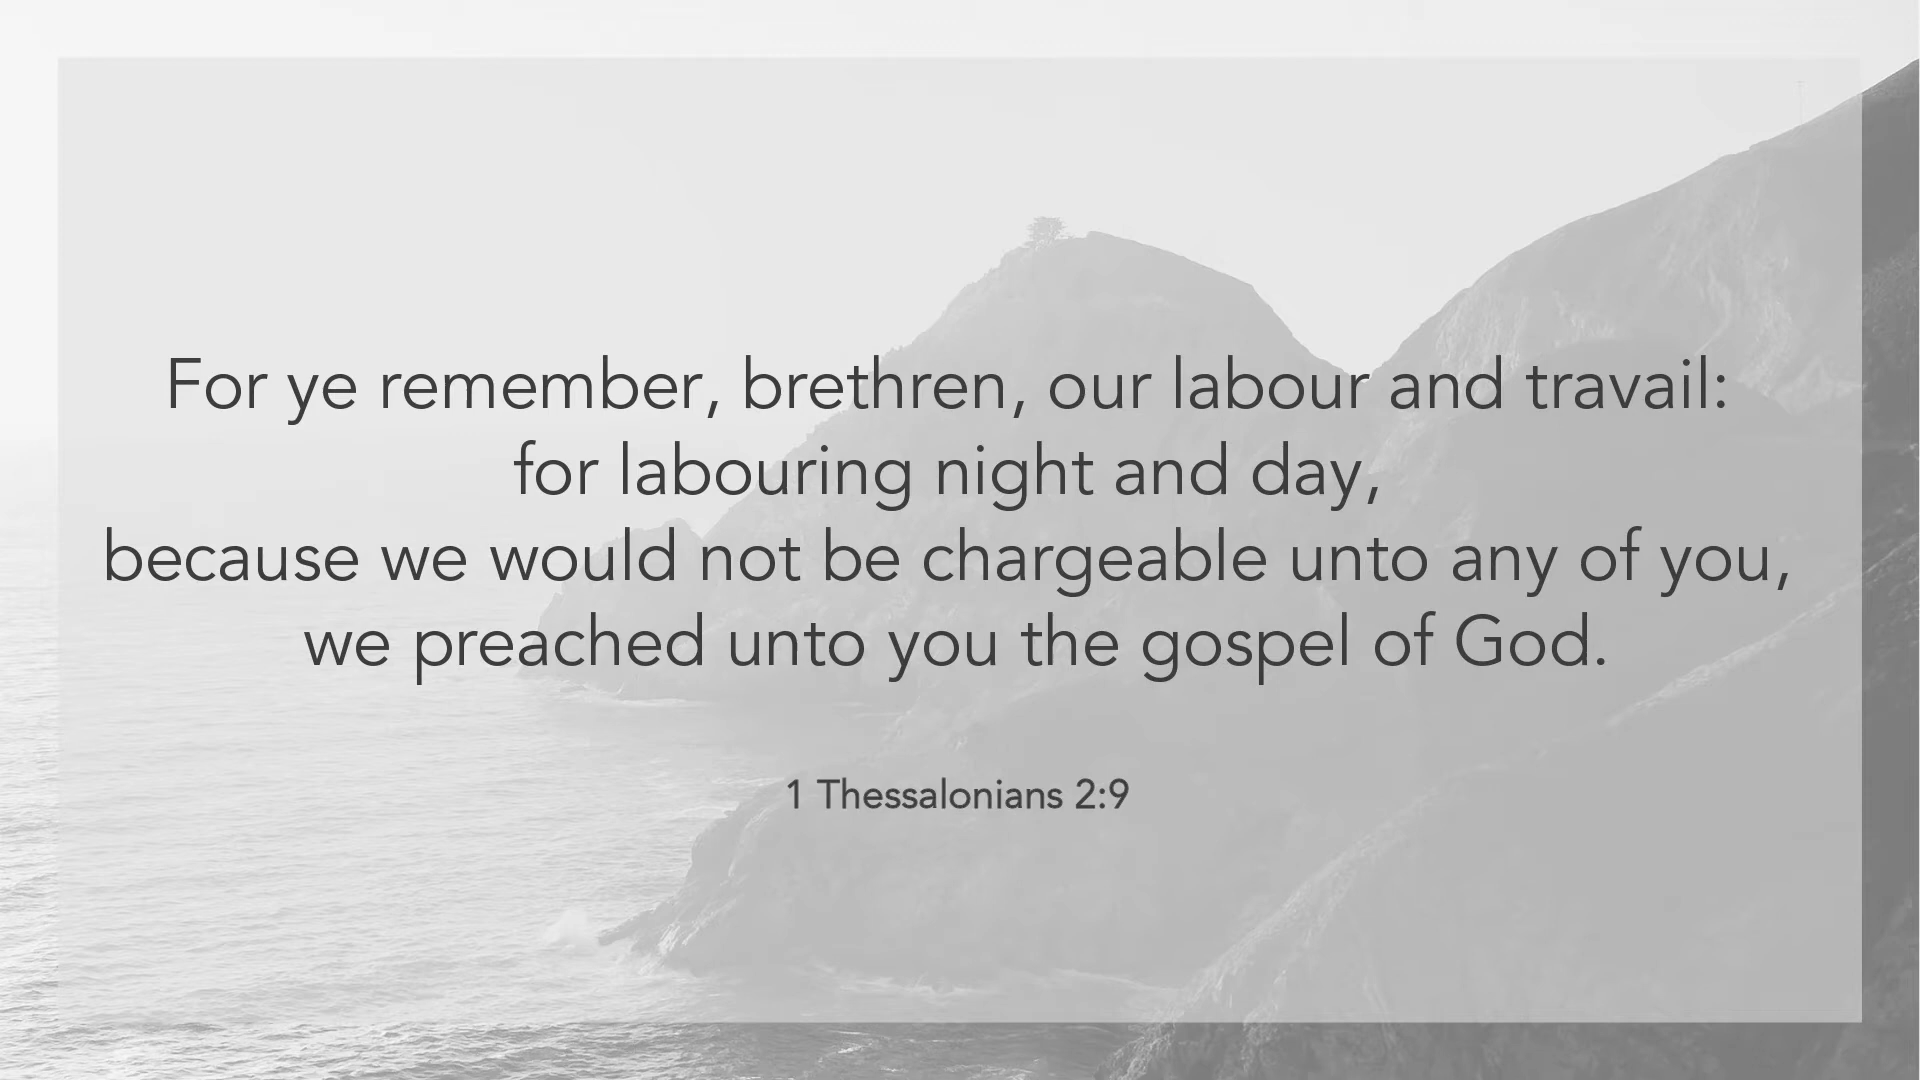 For ye remember, brethren, our labour and travail:
for labouring night and day,
because we would not be chargeable unto any of you,
we preached unto you the gospel of God.
1 Thessalonians 2:9